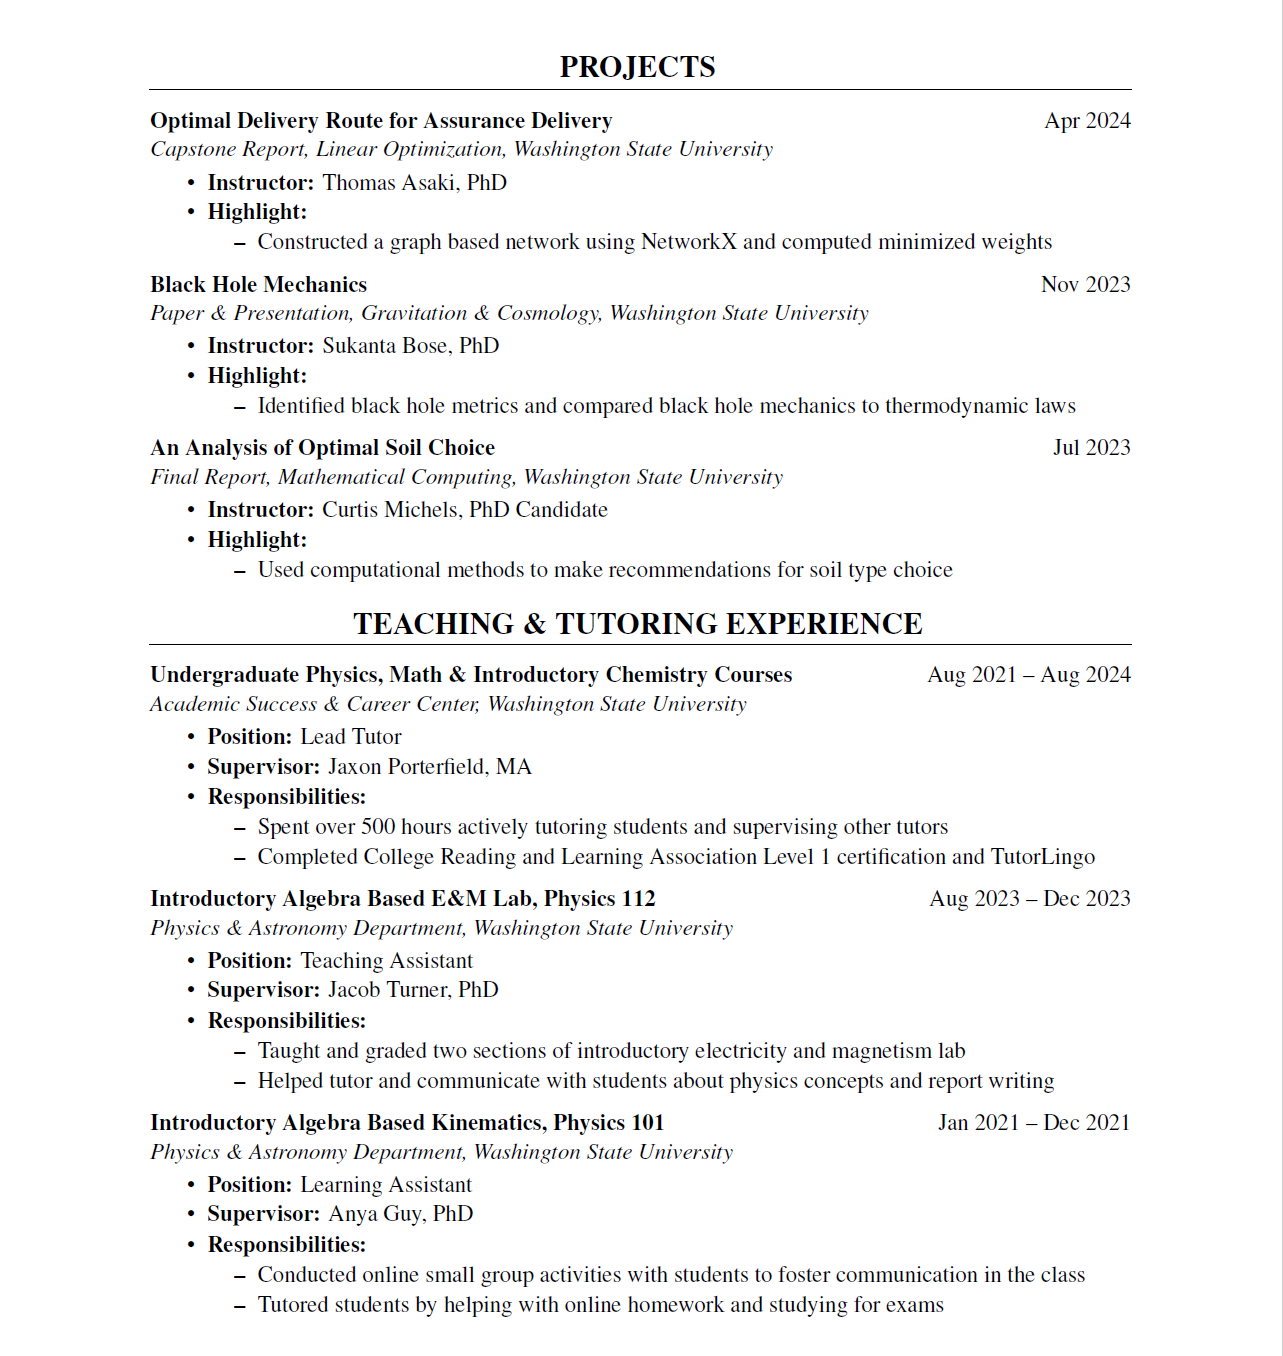 PROJECTS
Optimal Delivery Route for Assurance Delivery Apr 2024
Capstone Report, Linear Optimization, Washington State University
• Instructor: Thomas Asaki, PhD
• Highlight:
– Constructed a graph based network using NetworkX and computed minimized weights
Black Hole Mechanics Nov 2023
Paper & Presentation, Gravitation & Cosmology, Washington State University
• Instructor: Sukanta Bose, PhD
• Highlight:
– Identified black hole metrics and compared black hole mechanics to thermodynamic laws
An Analysis of Optimal Soil Choice Jul 2023
Final Report, Mathematical Computing, Washington State University
• Instructor: Curtis Michels, PhD Candidate
• Highlight:
– Used computational methods to make recommendations for soil type choice
TEACHING & TUTORING EXPERIENCE
Undergraduate Physics, Math & Introductory Chemistry Courses Aug 2021 – Aug 2024
Academic Success & Career Center, Washington State University
• Position: Lead Tutor
• Supervisor: Jaxon Porterfield, MA
• Responsibilities:
– Spent over 500 hours actively tutoring students and supervising other tutors
– Completed College Reading and Learning Association Level 1 certification and TutorLingo
Introductory Algebra Based E&M Lab, Physics 112 Aug 2023 – Dec 2023
Physics & Astronomy Department, Washington State University
• Position: Teaching Assistant
• Supervisor: Jacob Turner, PhD
• Responsibilities:
– Taught and graded two sections of introductory electricity and magnetism lab
– Helped tutor and communicate with students about physics concepts and report writing
Introductory Algebra Based Kinematics, Physics 101 Jan 2021 – Dec 2021
Physics & Astronomy Department, Washington State University
• Position: Learning Assistant
• Supervisor: Anya Guy, PhD
• Responsibilities:
– Conducted online small group activities with students to foster communication in the class
– Tutored students by helping with online homework and studying for exams